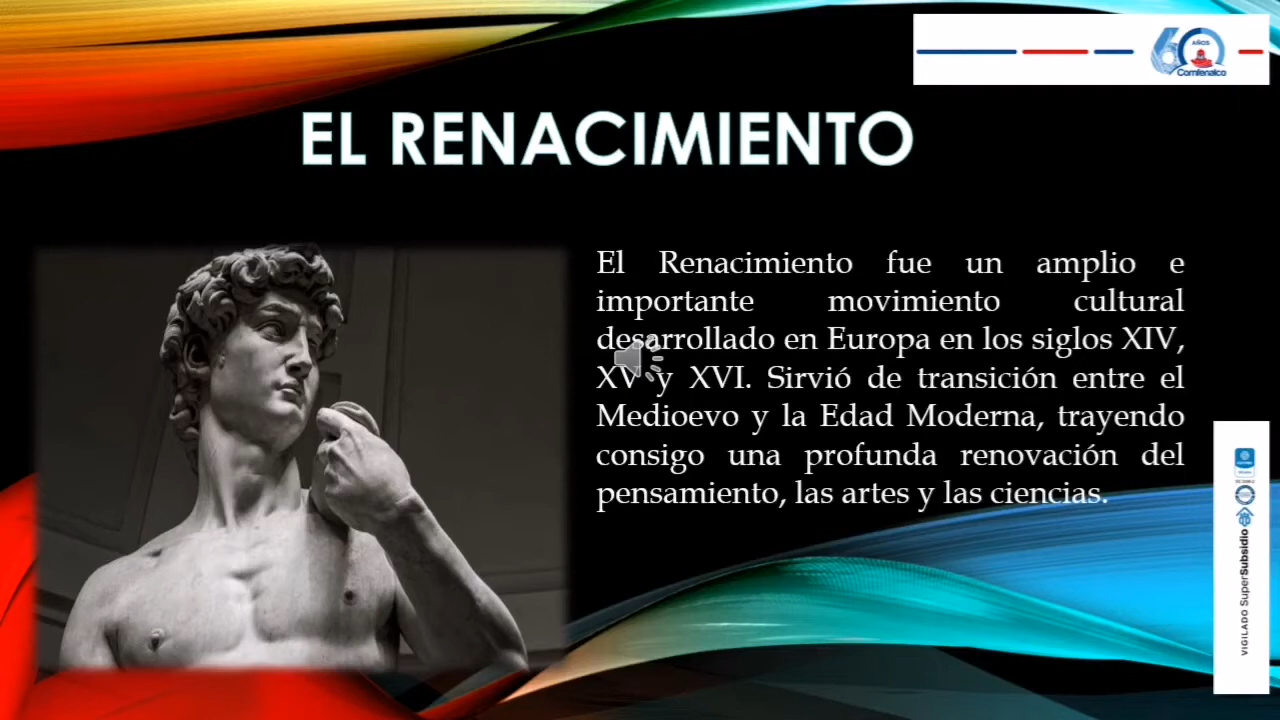 60
AÑOS
Comfenalco
EL RENACIMIENTO
El Renacimiento fue un amplio e
importante movimiento cultural
desarrollado en Europa en los siglos XIV,
XV y XVI. Sirvió de transición entre el
Medioevo y la Edad Moderna, trayendo
consigo una profunda renovación del
pensamiento, las artes y las ciencias.
VIGILADO SuperSubsidio